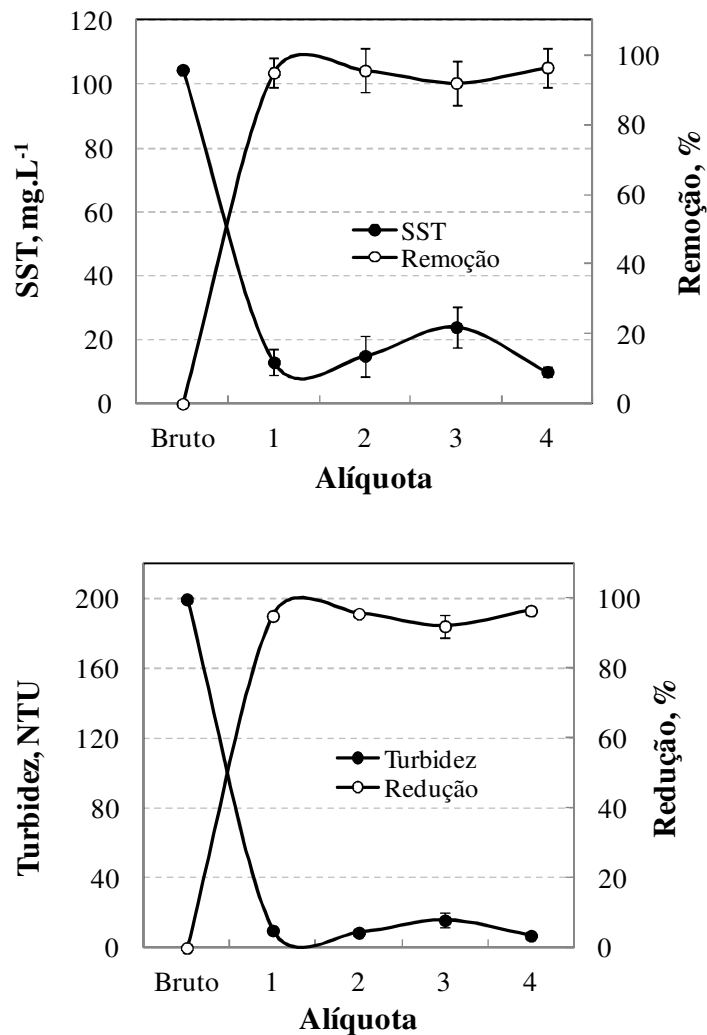 120
100
80
60
40
20
0
SST, mg.L⁻¹
100
80
60
40
20
0
Remoção, %
SST
Remoção
Bruto 1 2 3 4
Alíquota
200
160
120
80
40
0
Turbidez, NTU
100
80
60
40
20
0
Redução, %
Turbidez
Redução
Bruto 1 2 3 4
Alíquota